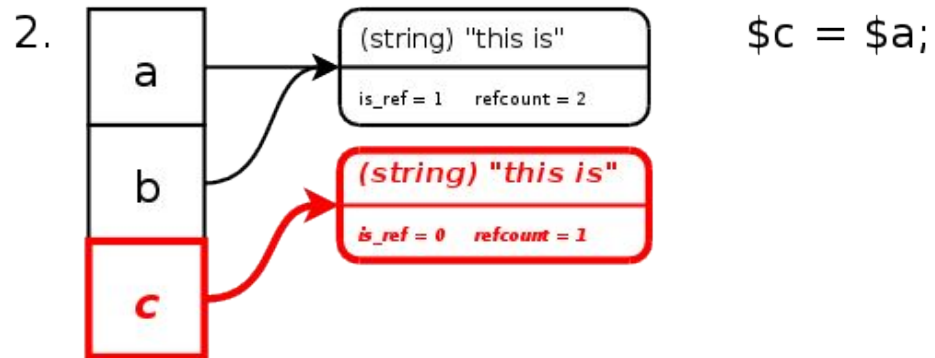 2.
$c = $a;
a
(string) "this is"
is_ref = 1 refcount = 2
b
(string) "this is"
is_ref = 0 refcount = 1
c